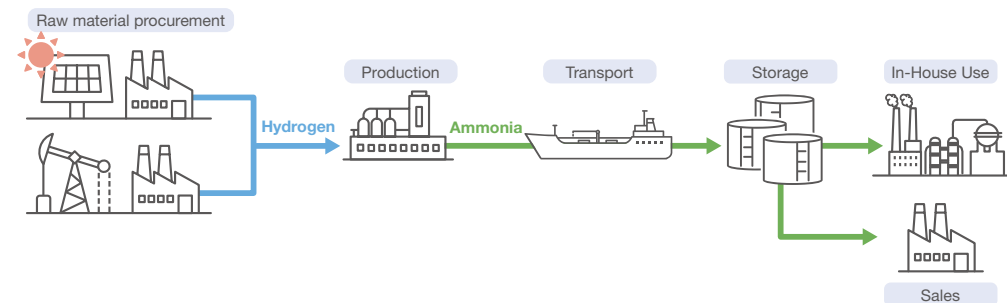 Raw material procurement
Production
Transport
Storage
In-House Use
Hydrogen
Ammonia
Sales